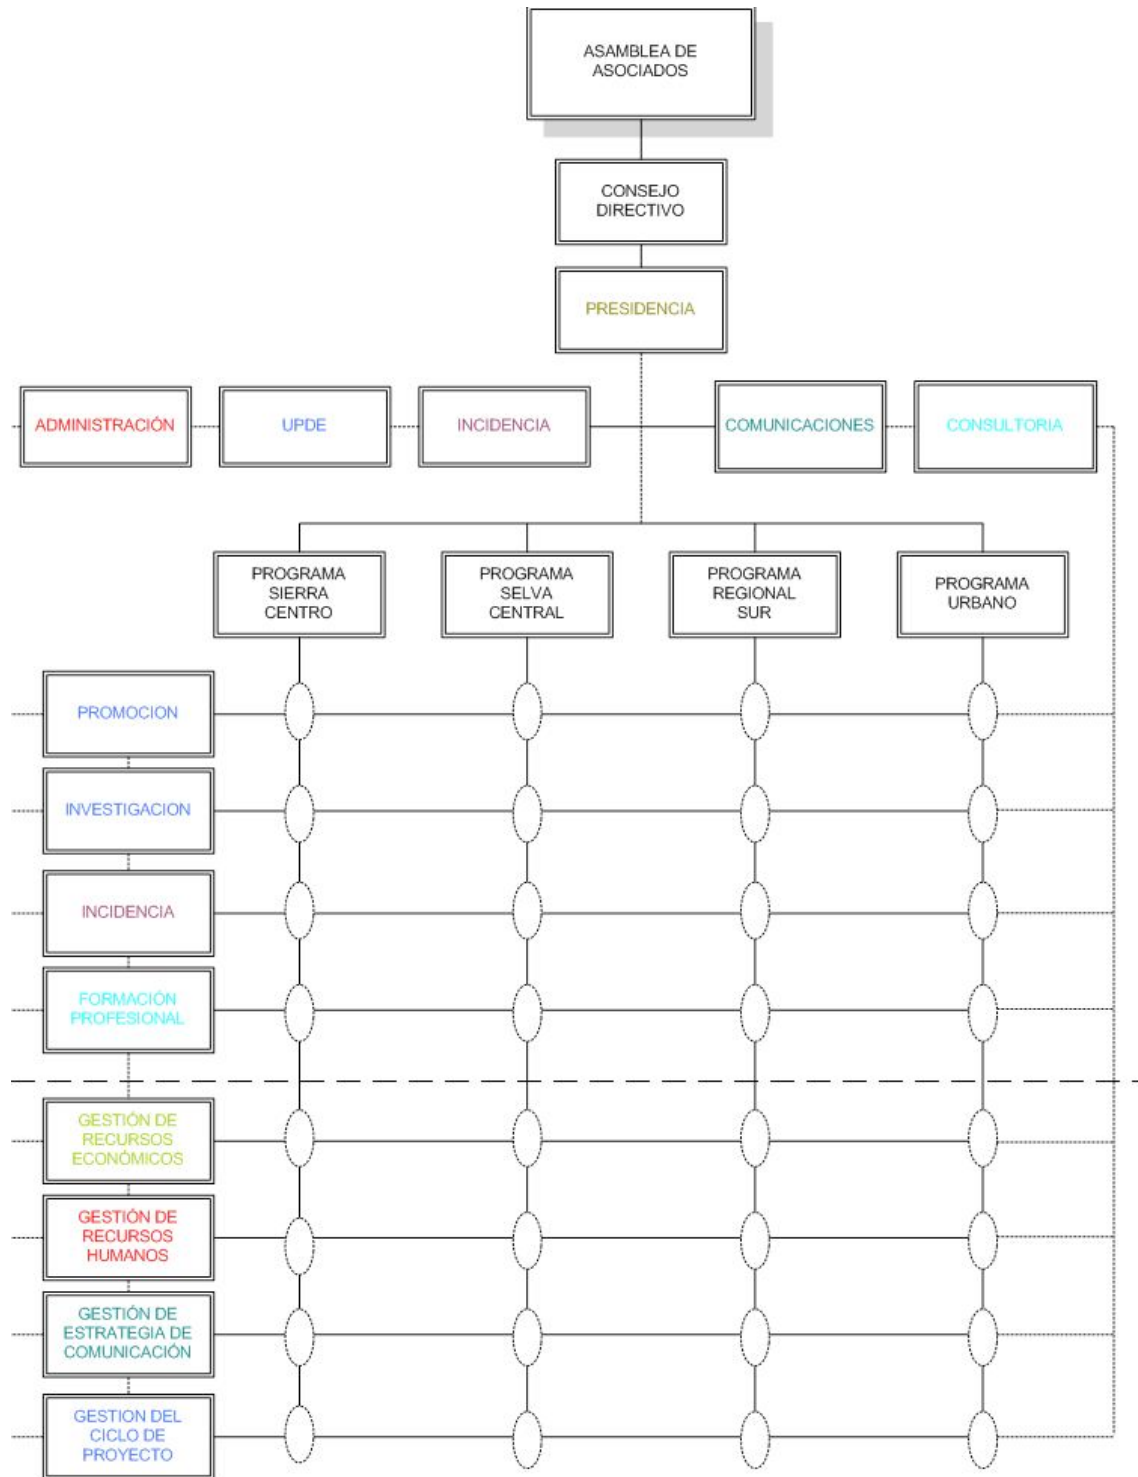 ASAMBLEA DE
ASOCIADOS
CONSEJO
DIRECTIVO
PRESIDENCIA
ADMINISTRACIÓN
UPDE
INCIDENCIA
COMUNICACIONES
CONSULTORIA
PROGRAMA
SIERRA
CENTRO
PROGRAMA
SELVA
CENTRAL
PROGRAMA
REGIONAL
SUR
PROGRAMA
URBANO
PROMOCION
INVESTIGACION
INCIDENCIA
FORMACIÓN
PROFESIONAL
GESTIÓN DE
RECURSOS
ECONÓMICOS
GESTIÓN DE
RECURSOS
HUMANOS
GESTIÓN DE
ESTRATEGIA DE
COMUNICACIÓN
GESTION DEL
CICLO DE
PROYECTO